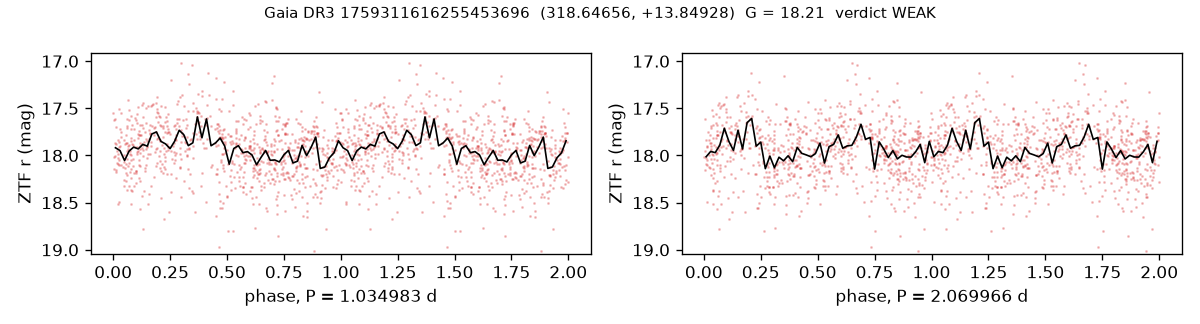 Gaia DR3 1759311616255453696 (318.64656, +13.84928) G = 18.21 verdict WEAK
ZTF r (mag)
17.0
17.5
18.0
18.5
19.0
0.00 0.25 0.50 0.75 1.00 1.25 1.50 1.75 2.00
phase, P = 1.034983 d
ZTF r (mag)
17.0
17.5
18.0
18.5
19.0
0.00 0.25 0.50 0.75 1.00 1.25 1.50 1.75 2.00
phase, P = 2.069966 d